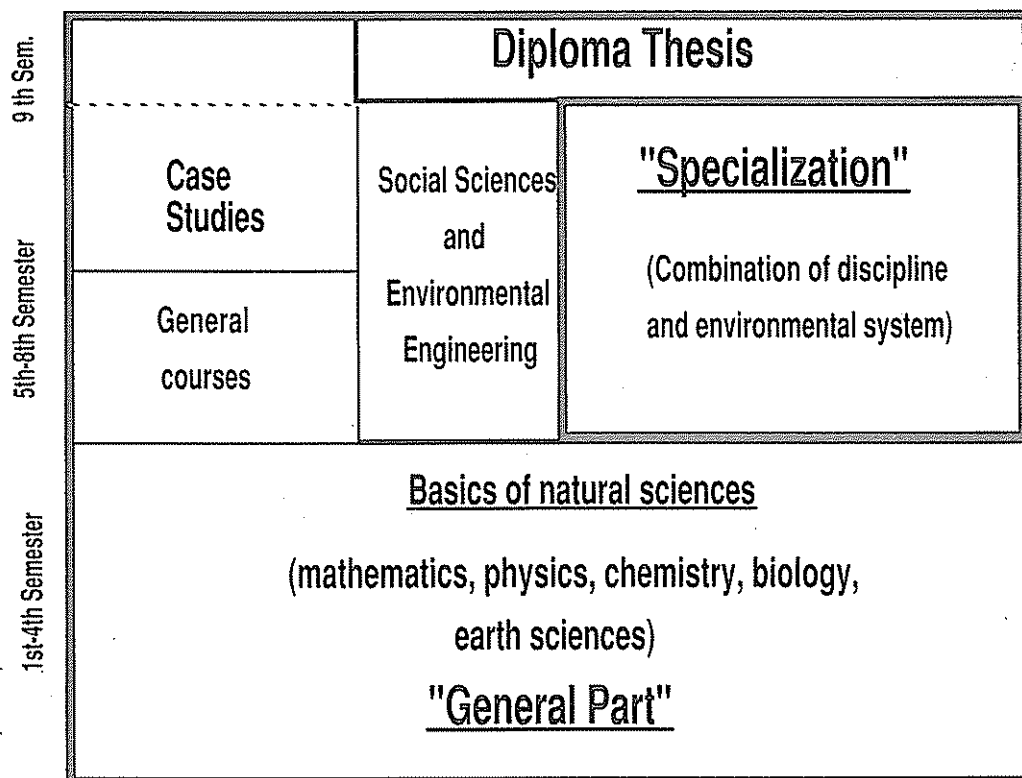 9 th Sem.
Diploma Thesis
5th-8th Semester
Case
Studies
General
courses
Social Sciences
and
Environmental
Engineering
"Specialization"
(Combination of discipline
and environmental system)
1st-4th Semester
Basics of natural sciences
(mathematics, physics, chemistry, biology,
earth sciences)
"General Part"